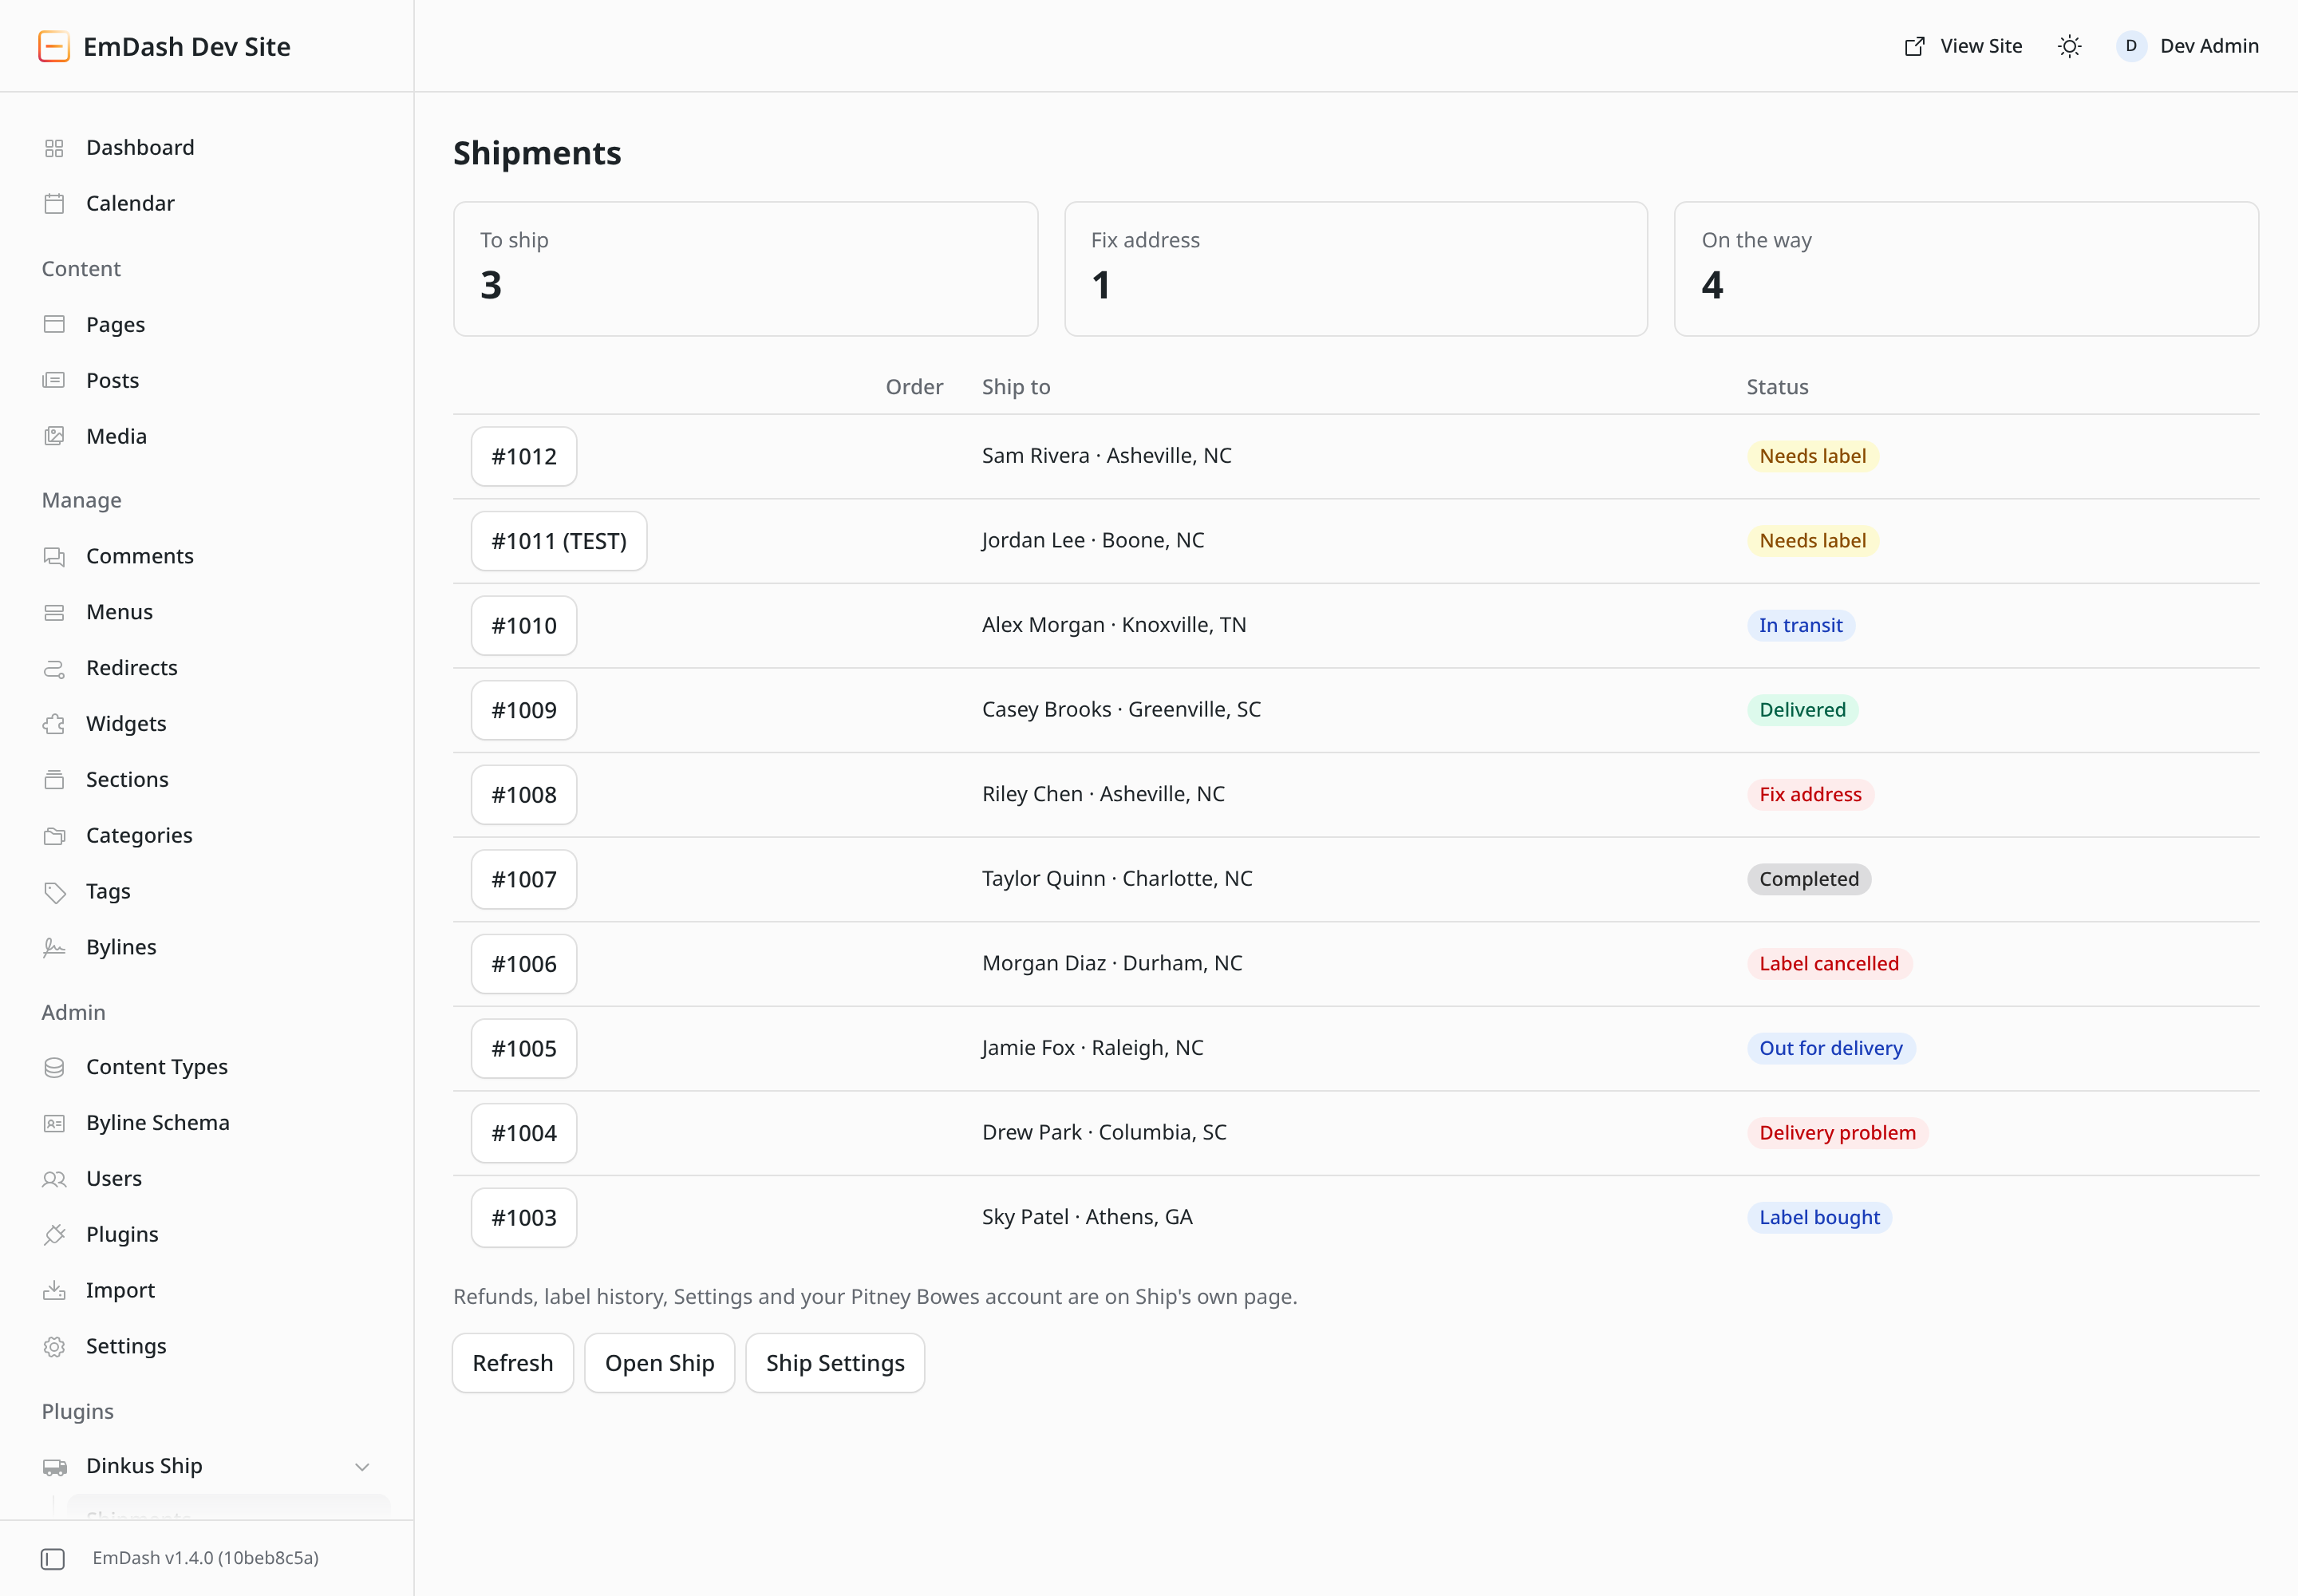 EmDash Dev Site
View Site
D
Dev Admin
Dashboard
Calendar
Content
Pages
Posts
Media
Manage
Comments
Menus
Redirects
Widgets
Sections
Categories
Tags
Bylines
Admin
Content Types
Byline Schema
Users
Plugins
Import
Settings
Plugins
Dinkus Ship
Shipments
EmDash v1.4.0 (10beb8c5a)
Shipments
To ship
3
Fix address
1
On the way
4
Order Ship to Status
#1012 Sam Rivera · Asheville, NC Needs label
#1011 (TEST) Jordan Lee · Boone, NC Needs label
#1010 Alex Morgan · Knoxville, TN In transit
#1009 Casey Brooks · Greenville, SC Delivered
#1008 Riley Chen · Asheville, NC Fix address
#1007 Taylor Quinn · Charlotte, NC Completed
#1006 Morgan Diaz · Durham, NC Label cancelled
#1005 Jamie Fox · Raleigh, NC Out for delivery
#1004 Drew Park · Columbia, SC Delivery problem
#1003 Sky Patel · Athens, GA Label bought
Refunds, label history, Settings and your Pitney Bowes account are on Ship's own page.
Refresh Open Ship Ship Settings